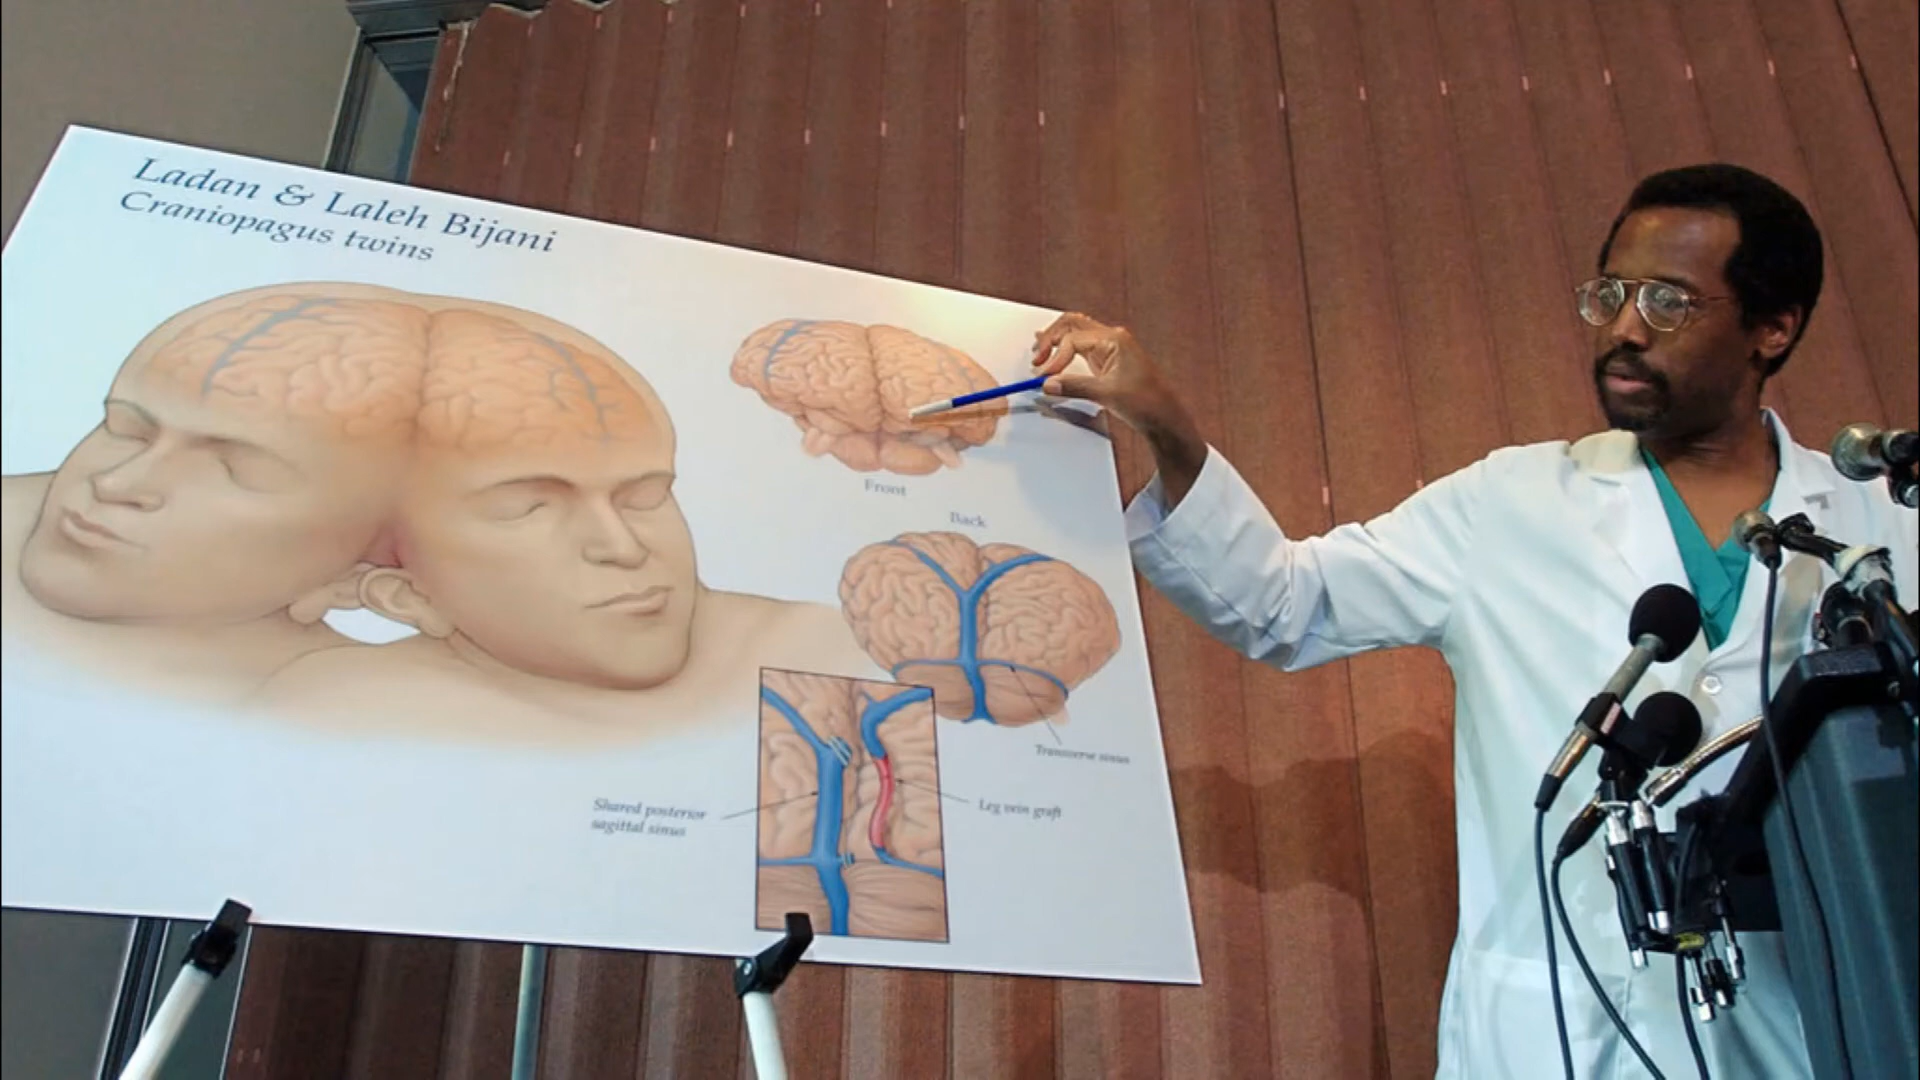 Ladan & Laleh Bijani
Craniopagus twins
Front
Back
Transverse sinus
Shared posterior
sagittal sinus
Leg vein graft